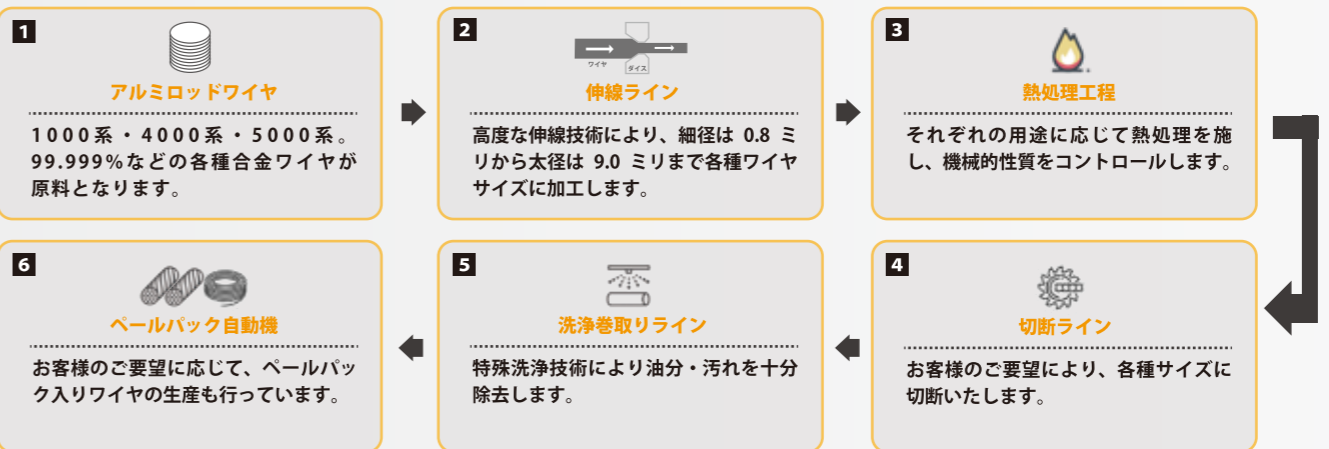 1
アルミロッドワイヤ
1000系・4000系・5000系。
99.999%などの各種合金ワイヤが
原料となります。
2
ワイヤ
ダイス
伸線ライン
高度な伸線技術により、細径は 0.8 ミ
リから太径は 9.0 ミリまで各種ワイヤ
サイズに加工します。
3
熱処理工程
それぞれの用途に応じて熱処理を施
し、機械的性質をコントロールします。
4
切断ライン
お客様のご要望により、各種サイズに
切断いたします。
5
洗浄巻取りライン
特殊洗浄技術により油分・汚れを十分
除去します。
6
ペールパック自動機
お客様のご要望に応じて、ペールパッ
ク入りワイヤの生産も行っています。